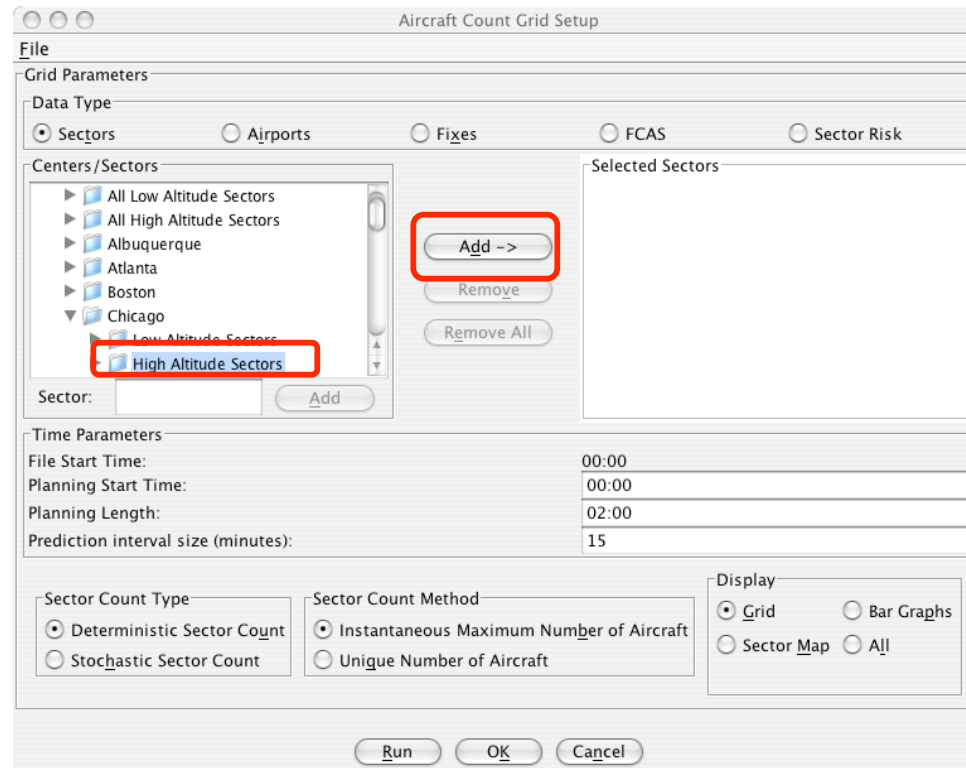 Aircraft Count Grid Setup
File
Grid Parameters
Data Type
Sectors Airports Fixes FCAS Sector Risk
Centers/Sectors
All Low Altitude Sectors
All High Altitude Sectors
Albuquerque
Atlanta
Boston
Chicago
Low Altitude Sectors
High Altitude Sectors
Sector: Add
Add ->
Remove
Remove All
Selected Sectors
Time Parameters
File Start Time: 00:00
Planning Start Time: 00:00
Planning Length: 02:00
Prediction interval size (minutes): 15
Sector Count Type
Deterministic Sector Count
Stochastic Sector Count
Sector Count Method
Instantaneous Maximum Number of Aircraft
Unique Number of Aircraft
Display
Grid Bar Graphs
Sector Map All
Run OK Cancel